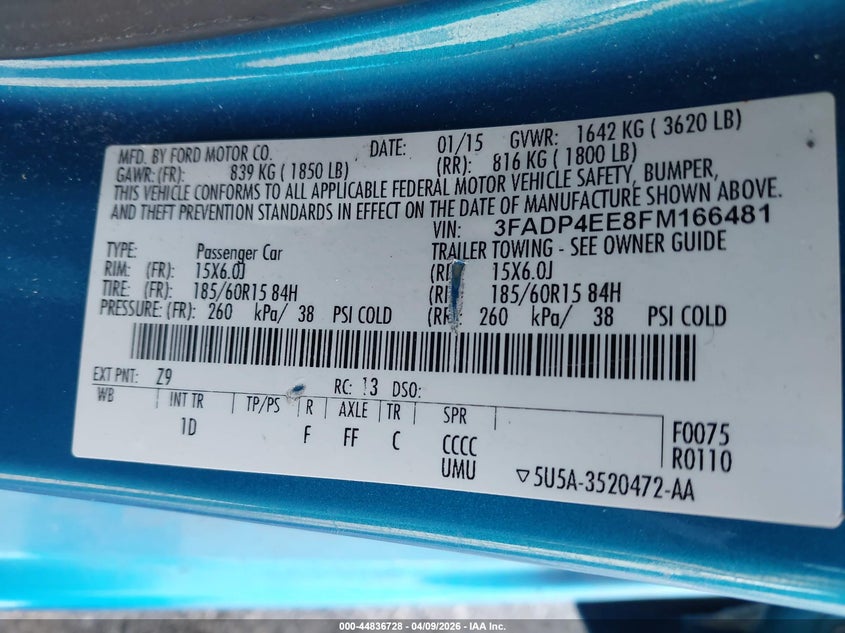 MFD. BY FORD MOTOR CO. DATE: 01/15 GVWR: 1642 KG ( 3620 LB)
GAWR: (FR): 839 KG ( 1850 LB) (RR): 816 KG ( 1800 LB)
THIS VEHICLE CONFORMS TO ALL APPLICABLE FEDERAL MOTOR VEHICLE SAFETY, BUMPER,
AND THEFT PREVENTION STANDARDS IN EFFECT ON THE DATE OF MANUFACTURE SHOWN ABOVE.
VIN: 3FADP4EE8FM166481
TYPE: Passenger Car TRAILER TOWING - SEE OWNER GUIDE
RIM: (FR): 15X6.0J 15X6.0J
TIRE: (FR): 185/60R15 84H 185/60R15 84H
PRESSURE: (FR): 260 kPa/ 38 PSI COLD 260 kPa/ 38 PSI COLD
EXT PNT: Z9 RC: 13 DSO:
WB INT TR TP/PS R AXLE TR SPR
1D F FF C CCCC F0075
UMU R0110
▽5U5A-3520472-AA
000-44836728 - 04/09/2026 - IAA Inc.